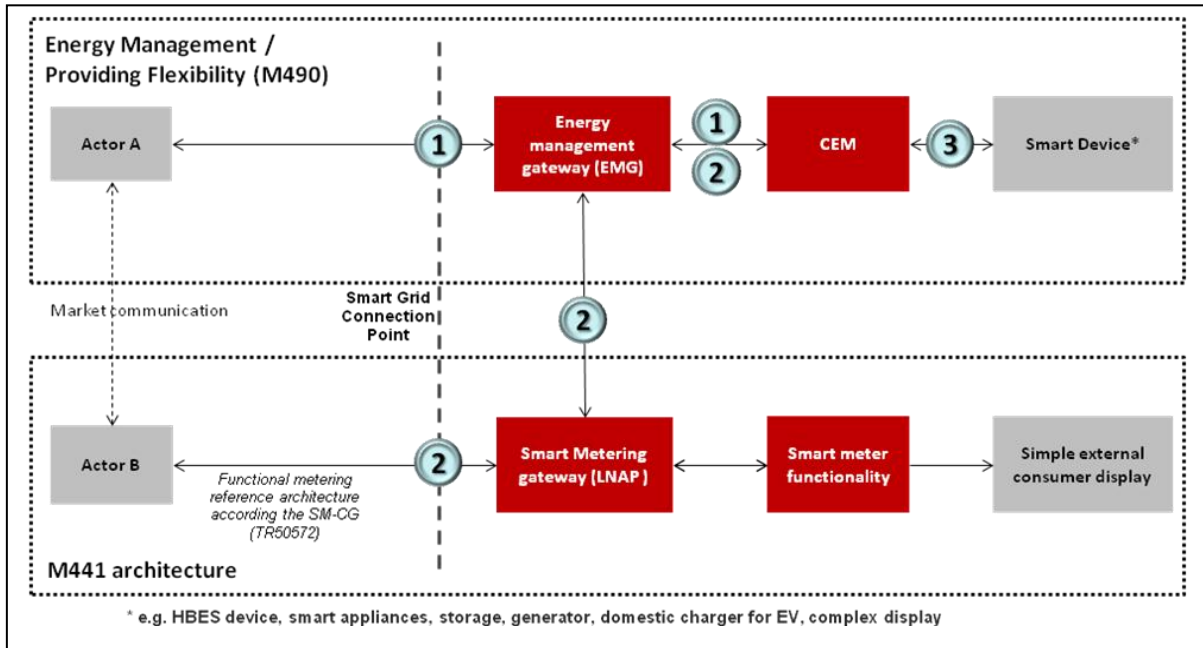 Energy Management /
Providing Flexibility (M490)
Actor A
1
Energy
management
gateway (EMG)
1
2
CEM
3
Smart Device*
Market communication
Smart Grid
Connection
Point
2
Actor B
2
Functional metering
reference architecture
according the SM-CG
(TR50572)
Smart Metering
gateway (LNAP )
Smart meter
functionality
Simple external
consumer display
M441 architecture
* e.g. HBES device, smart appliances, storage, generator, domestic charger for EV, complex display